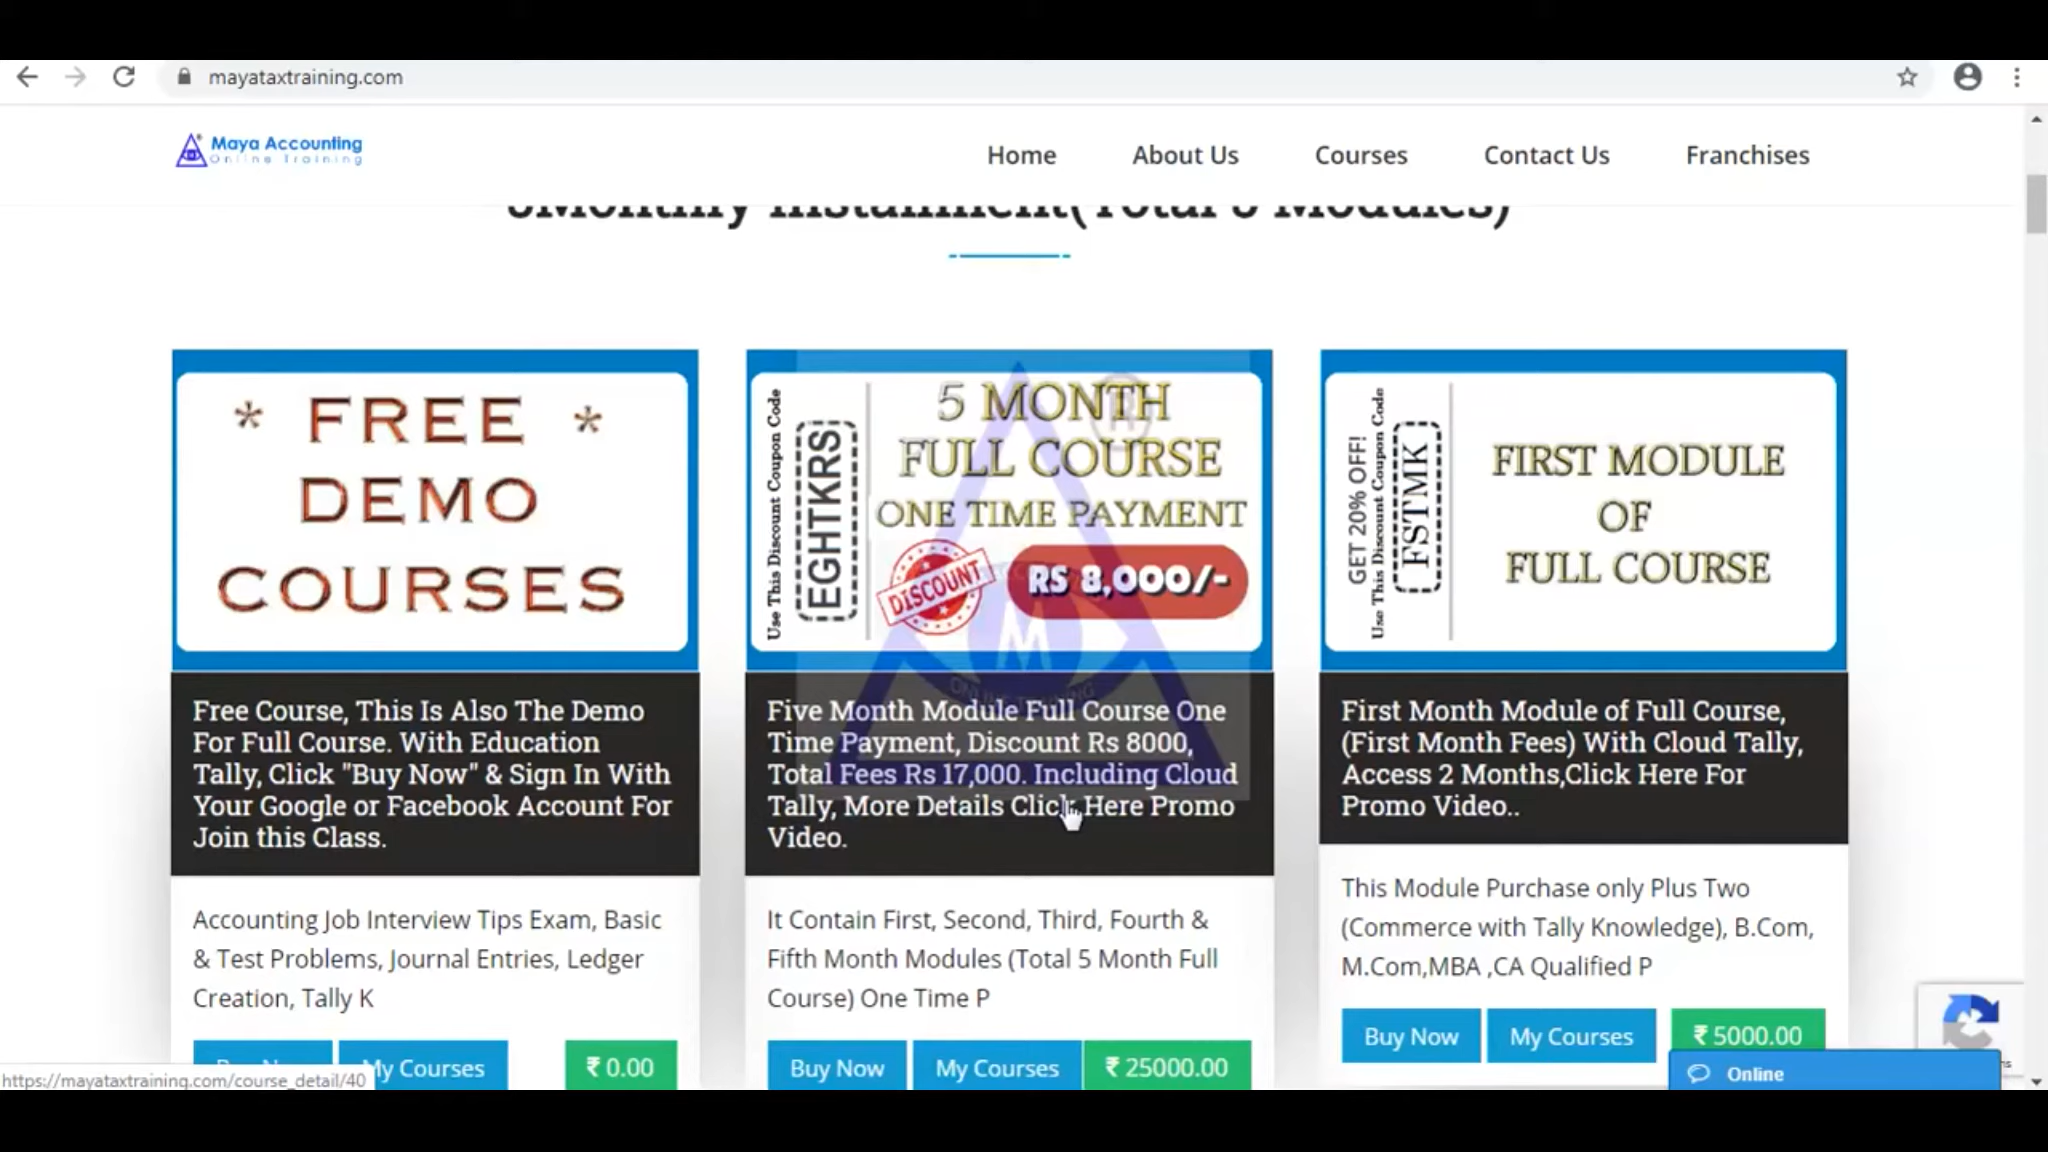 mayataxtraining.com
Maya Accounting
Online Training
Home
About Us
Courses
Contact Us
Franchises
Monthly Installment(Total 5 Modules)
* FREE *
DEMO
COURSES
Free Course, This Is Also The Demo
For Full Course. With Education
Tally, Click "Buy Now" & Sign In With
Your Google or Facebook Account For
Join this Class.
Accounting Job Interview Tips Exam, Basic
& Test Problems, Journal Entries, Ledger
Creation, Tally K
My Courses
₹ 0.00
Use This Discount Coupon Code
EGHTKRS
5 MONTH
FULL COURSE
ONE TIME PAYMENT
DISCOUNT
RS 8,000/-
M
ONLINE TRAINING
Five Month Module Full Course One
Time Payment, Discount Rs 8000,
Total Fees Rs 17,000. Including Cloud
Tally, More Details Click Here Promo
Video.
It Contain First, Second, Third, Fourth &
Fifth Month Modules (Total 5 Month Full
Course) One Time P
Buy Now
My Courses
₹ 25000.00
GET 20% OFF!
Use This Discount Coupon Code
FSTMK
FIRST MODULE
OF
FULL COURSE
First Month Module of Full Course,
(First Month Fees) With Cloud Tally,
Access 2 Months,Click Here For
Promo Video..
This Module Purchase only Plus Two
(Commerce with Tally Knowledge), B.Com,
M.Com,MBA ,CA Qualified P
Buy Now
My Courses
₹ 5000.00
Online
https://mayataxtraining.com/course_detail/40